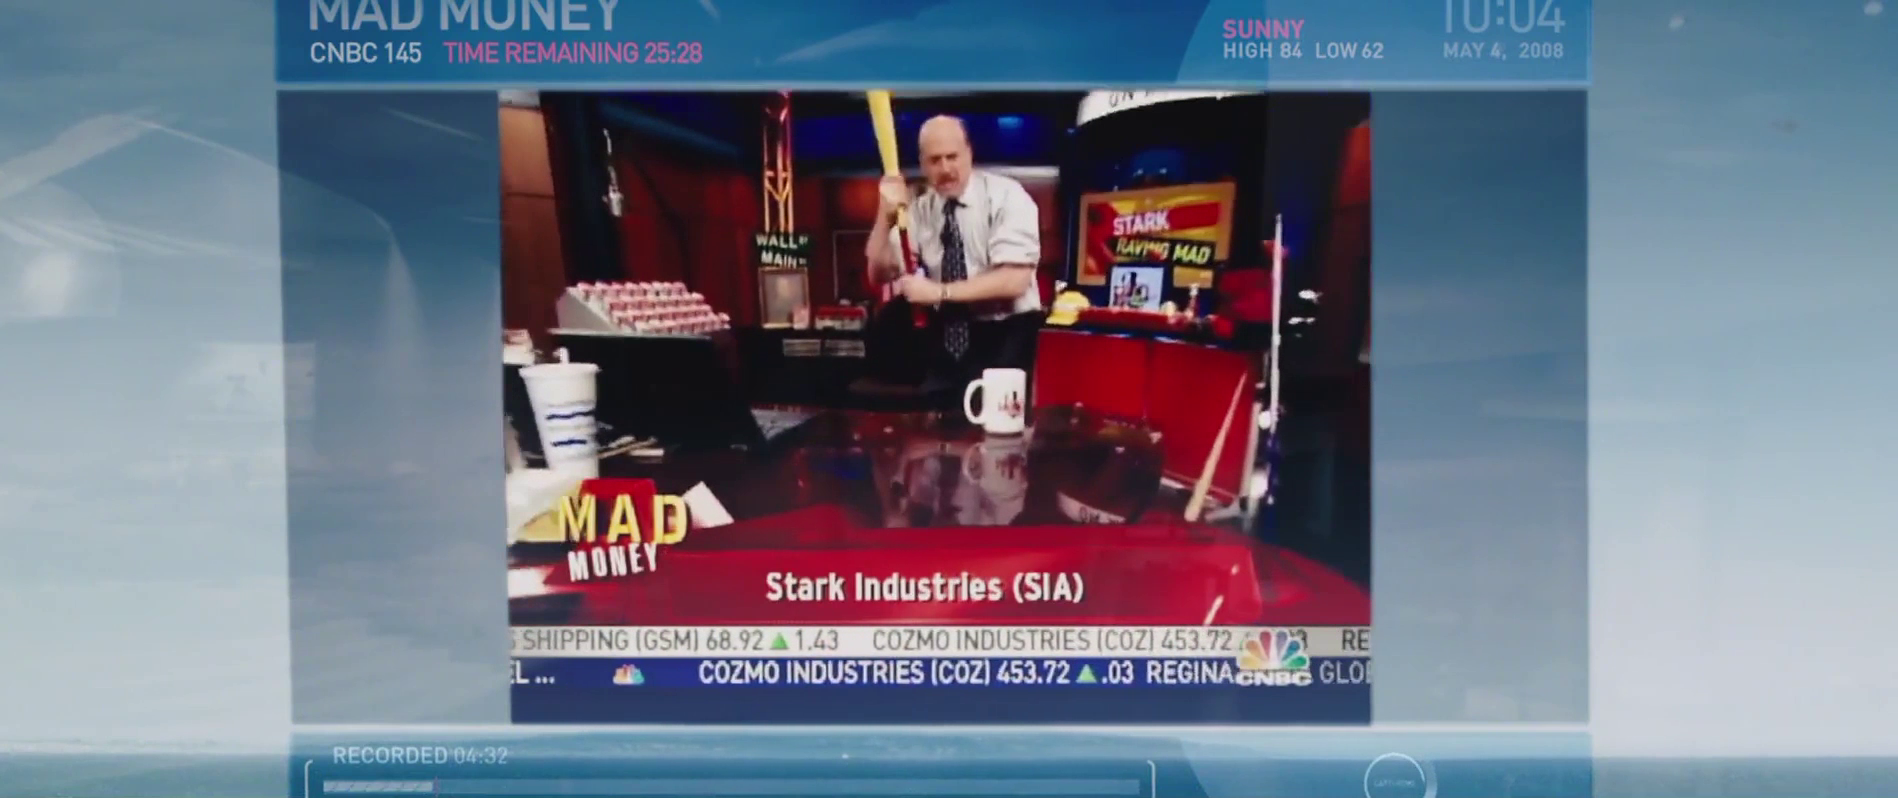 MAD MONEY
CNBC 145 TIME REMAINING 25:28
SUNNY
HIGH 84 LOW 62
10:04
MAY 4, 2008
WALL ST
MAIN ST
STARK
RAVING MAD
MAD
MONEY
Stark Industries (SIA)
SHIPPING (GSM) 68.92 ▲ 1.43 COZMO INDUSTRIES (COZ) 453.72 RE
EL ... COZMO INDUSTRIES (COZ) 453.72 ▲ .03 REGINA GLO
CNBC
RECORDED 04:32